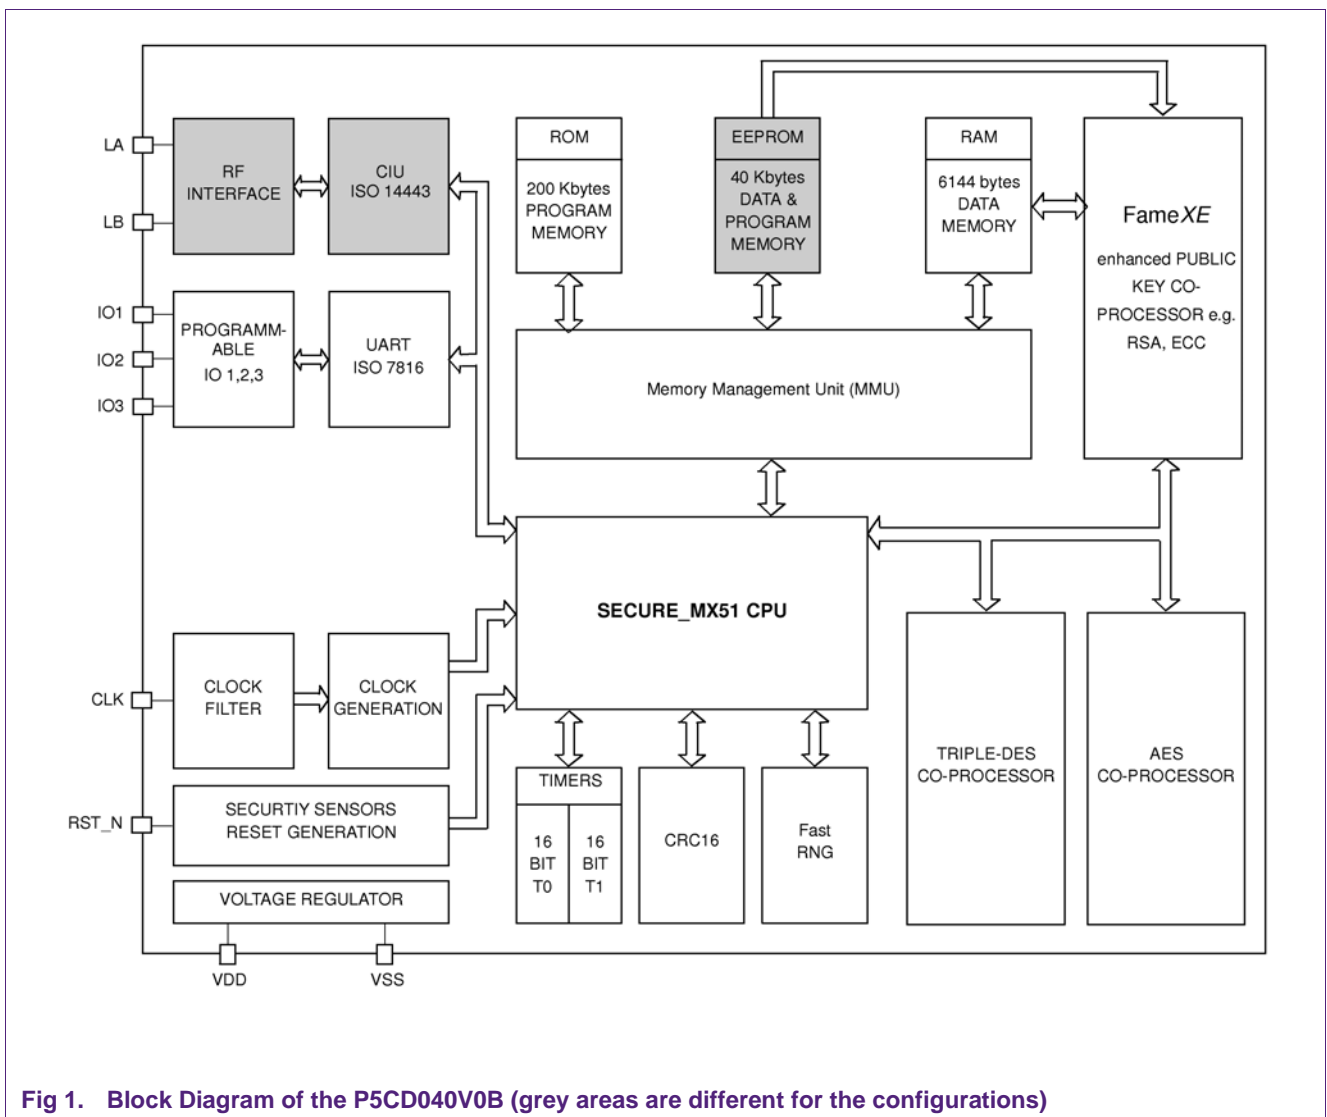 LA
LB
RF
INTERFACE
CIU
ISO 14443
ROM
200 Kbytes
PROGRAM
MEMORY
EEPROM
40 Kbytes
DATA &
PROGRAM
MEMORY
RAM
6144 bytes
DATA
MEMORY
FameXE
enhanced PUBLIC
KEY CO-
PROCESSOR e.g.
RSA, ECC
IO1
IO2
IO3
PROGRAMM-
ABLE
IO 1,2,3
UART
ISO 7816
Memory Management Unit (MMU)
SECURE_MX51 CPU
CLK
CLOCK
FILTER
CLOCK
GENERATION
RST_N
SECURTIY SENSORS
RESET GENERATION
VOLTAGE REGULATOR
VDD
VSS
TIMERS
16
BIT
T0
16
BIT
T1
CRC16
Fast
RNG
TRIPLE-DES
CO-PROCESSOR
AES
CO-PROCESSOR
Fig 1. Block Diagram of the P5CD040V0B (grey areas are different for the configurations)